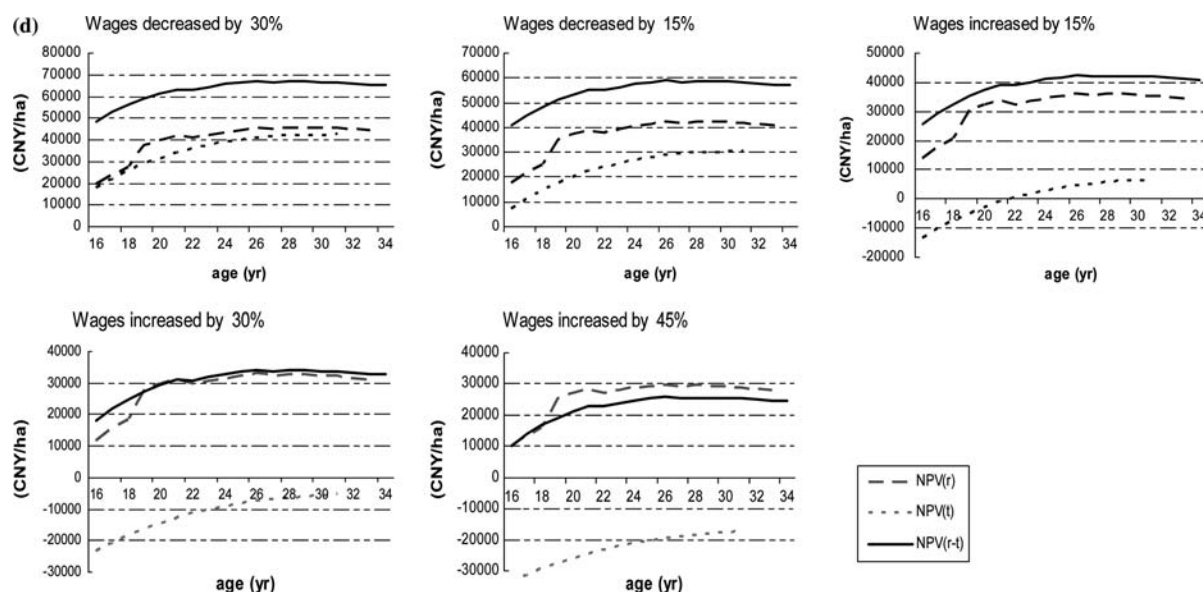 (d)
Wages decreased by 30%
80000
70000
60000
50000
40000
30000
20000
10000
0
(CNY/ha)
16 18 20 22 24 26 28 30 32 34
age (yr)
Wages decreased by 15%
70000
60000
50000
40000
30000
20000
10000
0
(CNY/ha)
16 18 20 22 24 26 28 30 32 34
age (yr)
Wages increased by 15%
50000
40000
30000
20000
10000
0
-10000
-20000
(CNY/ha)
16 18 20 22 24 26 28 30 32 34
age (yr)
Wages increased by 30%
40000
30000
20000
10000
0
-10000
-20000
-30000
(CNY/ha)
16 18 20 22 24 26 28 30 32 34
age (yr)
Wages increased by 45%
40000
30000
20000
10000
0
-10000
-20000
-30000
(CNY/ha)
16 18 20 22 24 26 28 30 32 34
age (yr)
NPV(r)
NPV(t)
NPV(r-t)